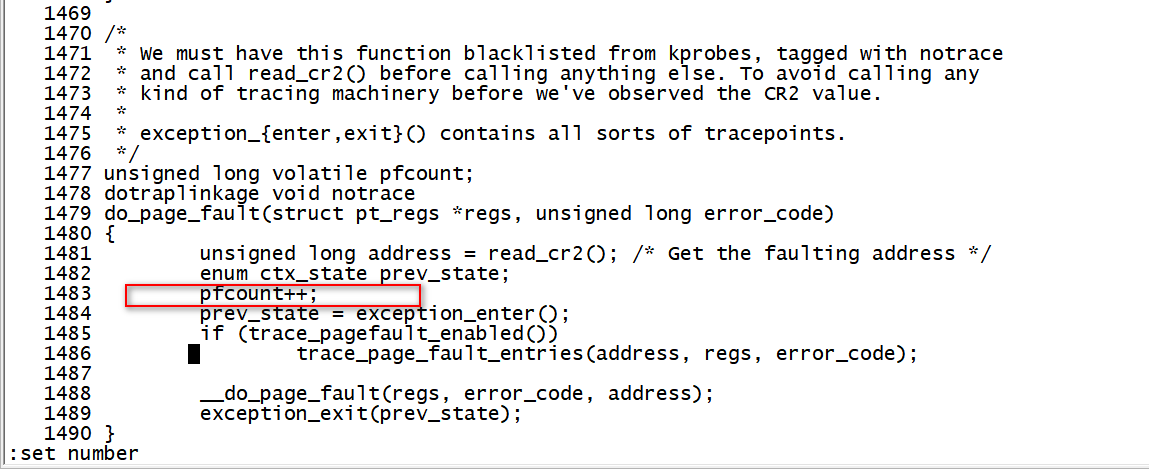 1469
1470 /*
1471  * We must have this function blacklisted from kprobes, tagged with notrace
1472  * and call read_cr2() before calling anything else. To avoid calling any
1473  * kind of tracing machinery before we've observed the CR2 value.
1474  *
1475  * exception_{enter,exit}() contains all sorts of tracepoints.
1476  */
1477 unsigned long volatile pfcount;
1478 dotraplinkage void notrace
1479 do_page_fault(struct pt_regs *regs, unsigned long error_code)
1480 {
1481         unsigned long address = read_cr2(); /* Get the faulting address */
1482         enum ctx_state prev_state;
1483         pfcount++;
1484         prev_state = exception_enter();
1485         if (trace_pagefault_enabled())
1486                 trace_page_fault_entries(address, regs, error_code);
1487
1488         __do_page_fault(regs, error_code, address);
1489         exception_exit(prev_state);
1490 }
:set number